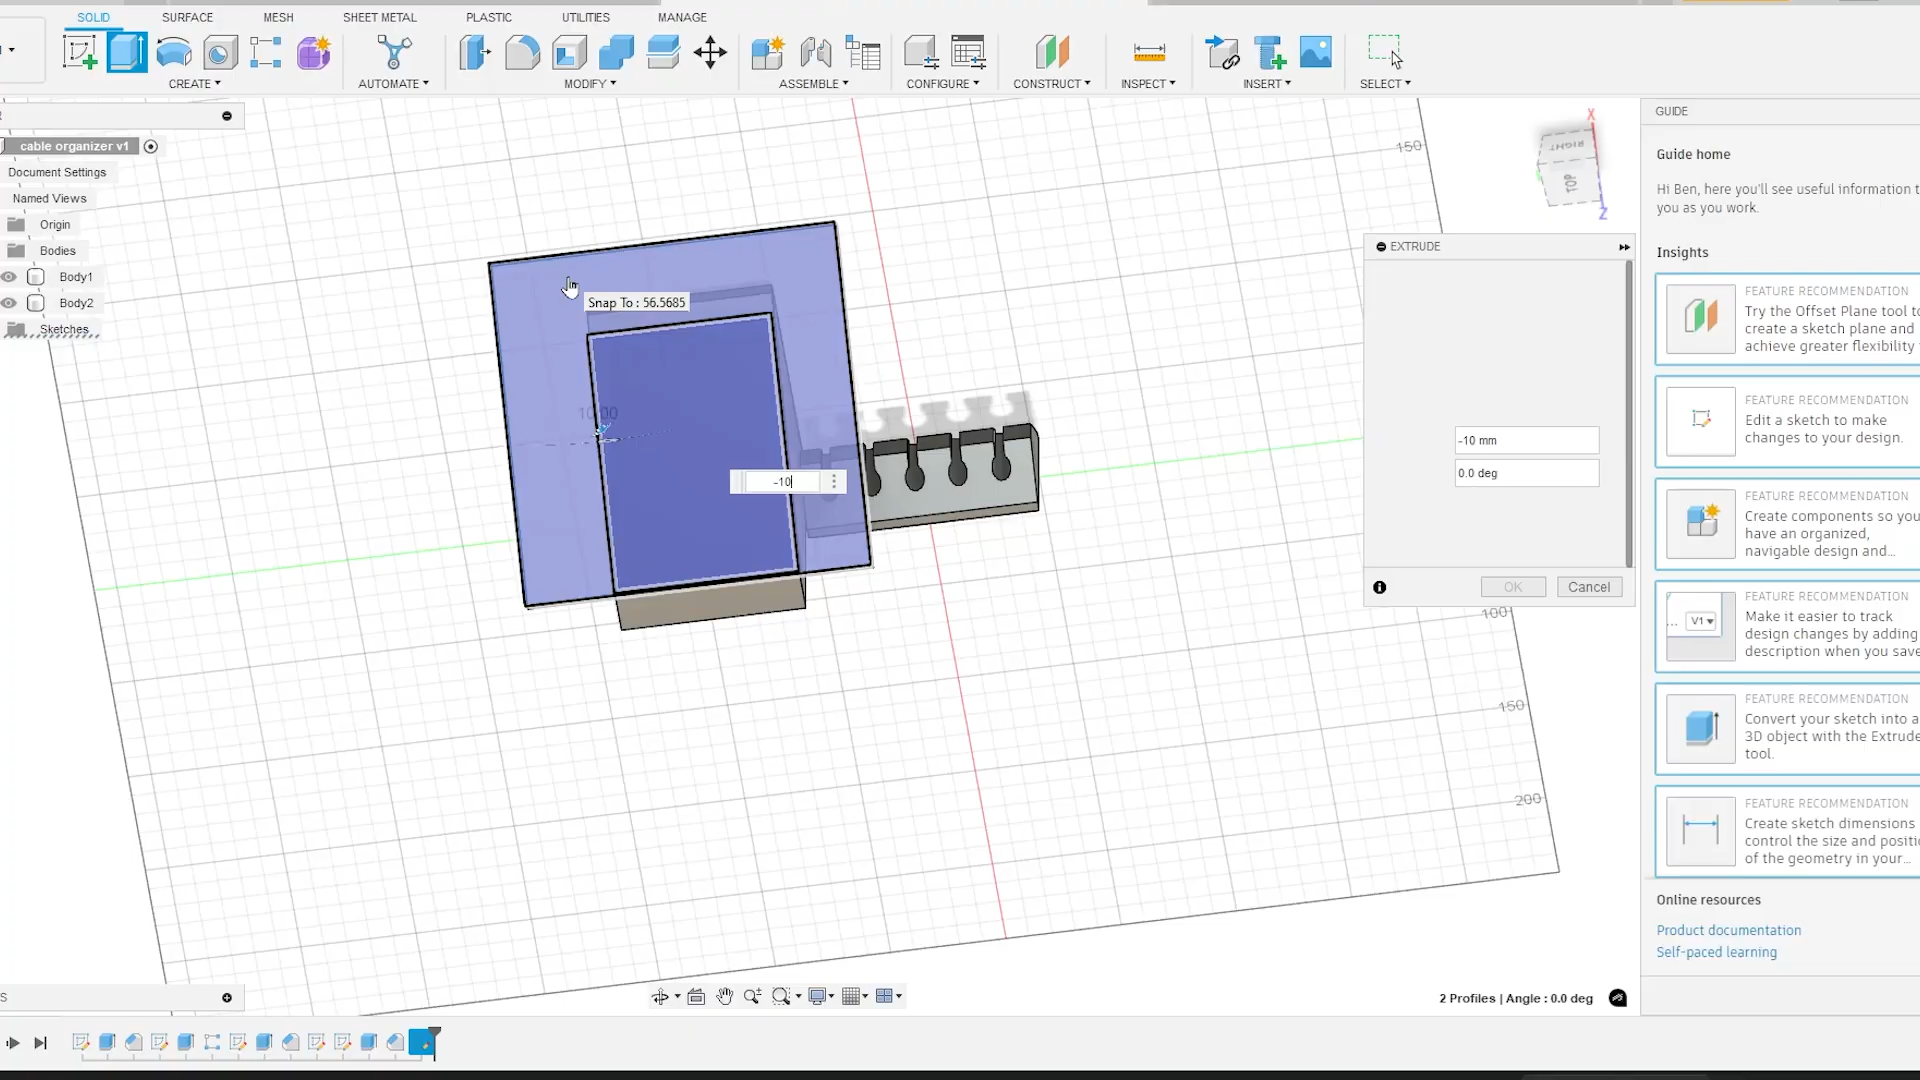 SOLID SURFACE MESH SHEET METAL PLASTIC UTILITIES MANAGE
CREATE AUTOMATE MODIFY ASSEMBLE CONFIGURE CONSTRUCT INSPECT INSERT SELECT
cable organizer v1
Document Settings
Named Views
Origin
Bodies
Body1
Body2
Sketches
Snap To : 56.5685
10.00
-10
150
100
150
200
X
RIGHT
TOP
Z
EXTRUDE
-10 mm
0.0 deg
OK Cancel
GUIDE
Guide home
Hi Ben, here you'll see useful information t
you as you work.
Insights
FEATURE RECOMMENDATION
Try the Offset Plane tool to
create a sketch plane and
achieve greater flexibility
FEATURE RECOMMENDATION
Edit a sketch to make
changes to your design.
FEATURE RECOMMENDATION
Create components so you
have an organized,
navigable design and...
FEATURE RECOMMENDATION
... V1
Make it easier to track
design changes by adding
description when you save
FEATURE RECOMMENDATION
Convert your sketch into a
3D object with the Extrude
tool.
FEATURE RECOMMENDATION
Create sketch dimensions
control the size and positi
of the geometry in your...
Online resources
Product documentation
Self-paced learning
2 Profiles | Angle : 0.0 deg